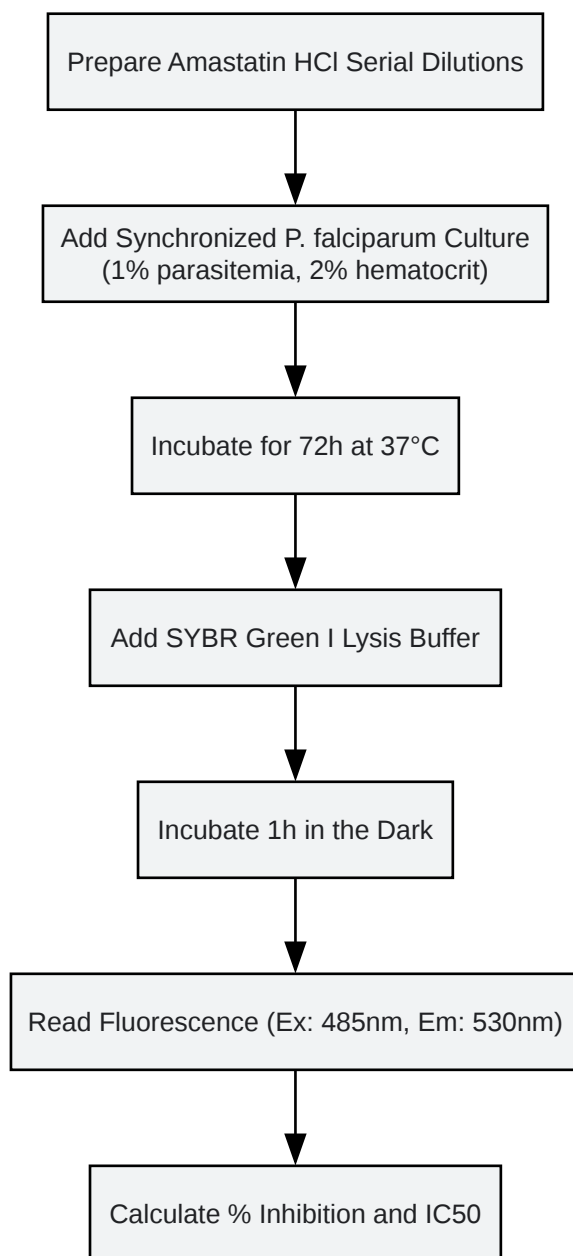 Prepare Amastatin HCl Serial Dilutions
Add Synchronized P. falciparum Culture
(1% parasitemia, 2% hematocrit)
Incubate for 72h at 37°C
Add SYBR Green I Lysis Buffer
Incubate 1h in the Dark
Read Fluorescence (Ex: 485nm, Em: 530nm)
Calculate % Inhibition and IC50